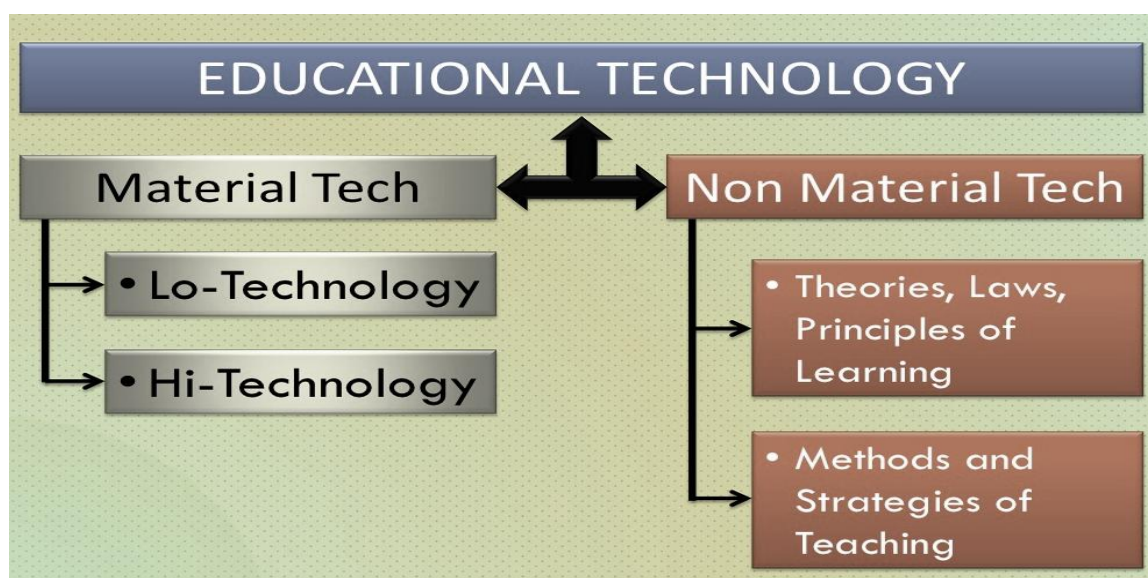 EDUCATIONAL TECHNOLOGY
Material Tech
• Lo-Technology
• Hi-Technology
Non Material Tech
• Theories, Laws,
Principles of
Learning
• Methods and
Strategies of
Teaching